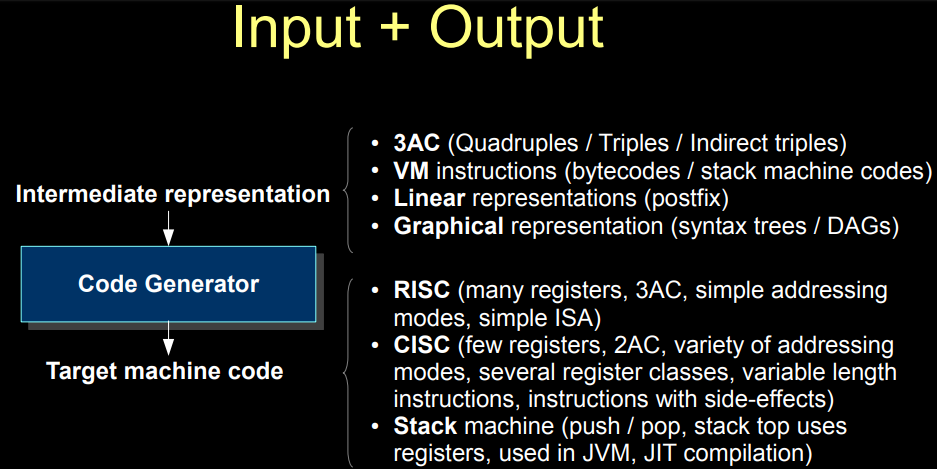 Input + Output
Intermediate representation
Code Generator
Target machine code
• 3AC (Quadruples / Triples / Indirect triples)
• VM instructions (bytecodes / stack machine codes)
• Linear representations (postfix)
• Graphical representation (syntax trees / DAGs)
• RISC (many registers, 3AC, simple addressing
modes, simple ISA)
• CISC (few registers, 2AC, variety of addressing
modes, several register classes, variable length
instructions, instructions with side-effects)
• Stack machine (push / pop, stack top uses
registers, used in JVM, JIT compilation)